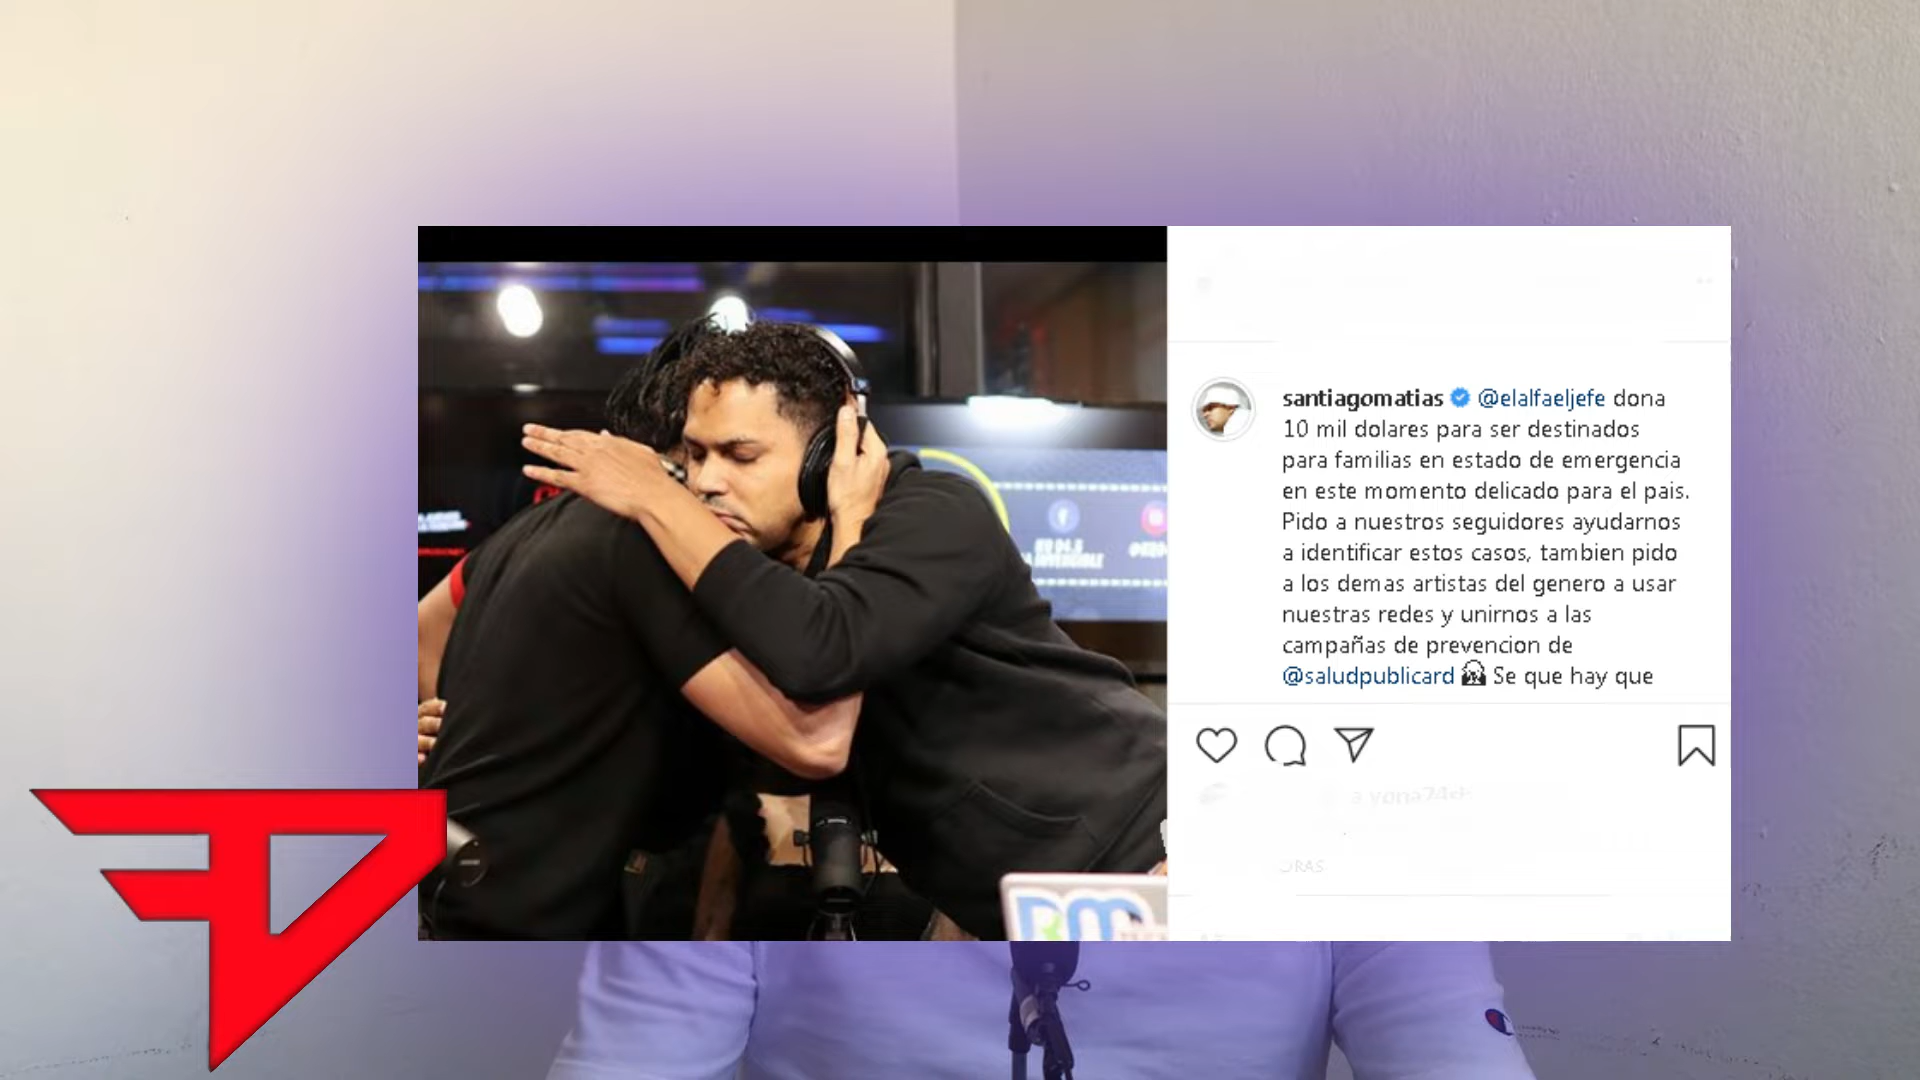 santiagomatias @elalfaeljefe dona
10 mil dolares para ser destinados
para familias en estado de emergencia
en este momento delicado para el pais.
Pido a nuestros seguidores ayudarnos
a identificar estos casos, tambien pido
a los demas artistas del genero a usar
nuestras redes y unirnos a las
campañas de prevencion de
@saludpublicard Se que hay que